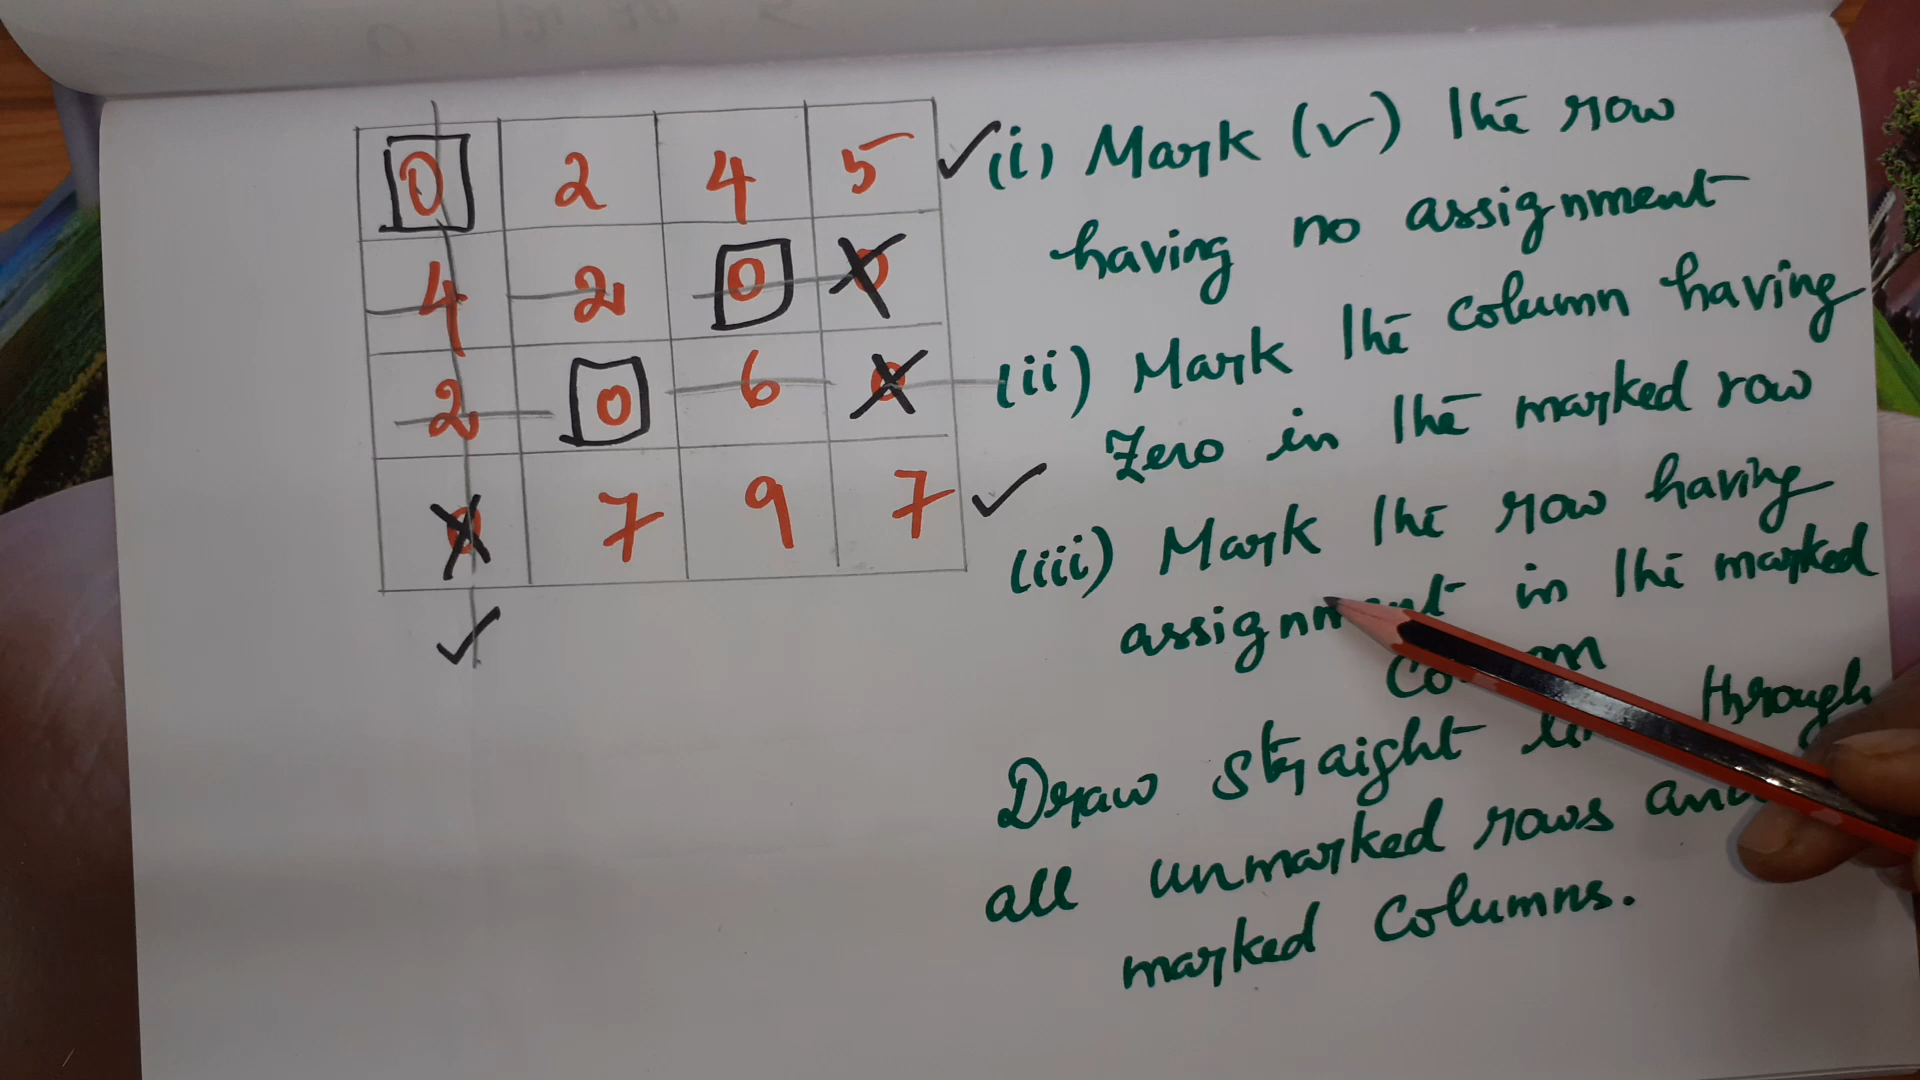 0 2 4 5 ✓
4 2 0 0
2 0 6 0
0 7 9 7 ✓
✓
(i) Mark (✓) the row
having no assignment
(ii) Mark the column having
Zero in the marked row
(iii) Mark the row having
assignment in the marked
Draw straight through
all unmarked rows and
marked Columns.